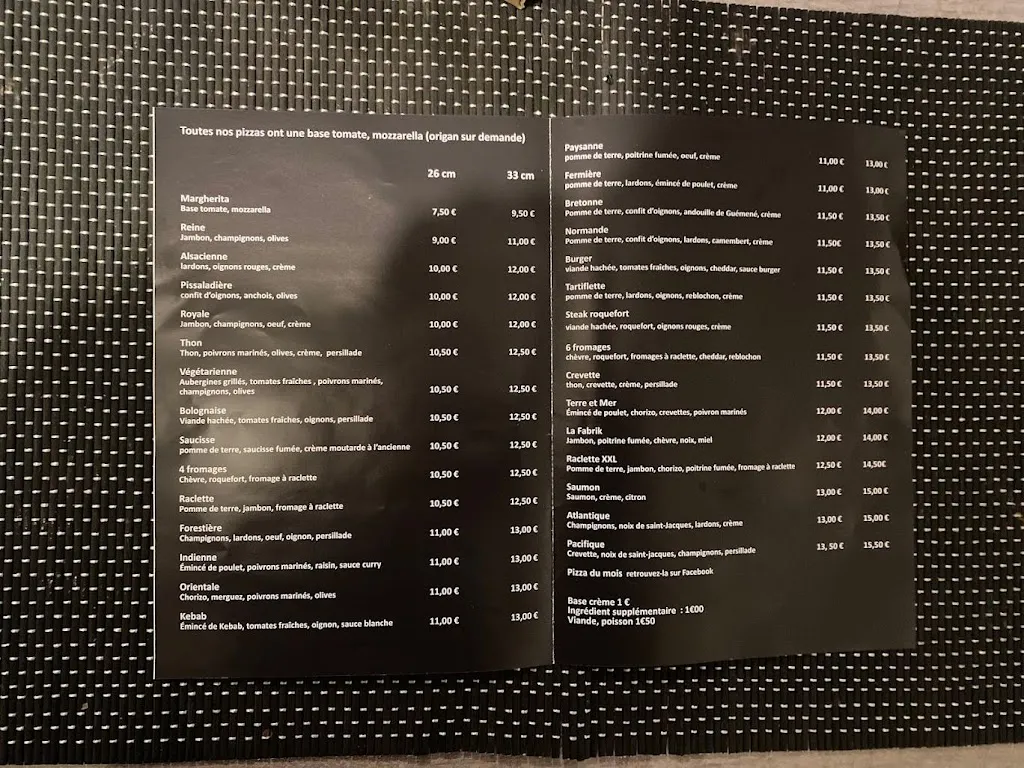 Toutes nos pizzas ont une base tomate, mozzarella (origan sur demande)
26 cm 33 cm
Margherita
Base tomate, mozzarella 7,50 € 9,50 €
Reine
Jambon, champignons, olives 9,00 € 11,00 €
Alsacienne
lardons, oignons rouges, crème 10,00 € 12,00 €
Pissaladière
confit d'oignons, anchois, olives 10,00 € 12,00 €
Royale
Jambon, champignons, oeuf, crème 10,00 € 12,00 €
Thon
Thon, poivrons marinés, olives, crème, persillade 10,50 € 12,50 €
Végétarienne
Aubergines grillés, tomates fraîches , poivrons marinés,
champignons, olives 10,50 € 12,50 €
Bolognaise
Viande hachée, tomates fraîches, oignons, persillade 10,50 € 12,50 €
Saucisse
pomme de terre, saucisse fumée, crème moutarde à l'ancienne 10,50 € 12,50 €
4 fromages
Chèvre, roquefort, fromage à raclette 10,50 € 12,50 €
Raclette
Pomme de terre, jambon, fromage à raclette 10,50 € 12,50 €
Forestière
Champignons, lardons, oeuf, oignon, persillade 11,00 € 13,00 €
Indienne
Émincé de poulet, poivrons marinés, raisin, sauce curry 11,00 € 13,00 €
Orientale
Chorizo, merguez, poivrons marinés, olives 11,00 € 13,00 €
Kebab
Émincé de Kebab, tomates fraîches, oignon, sauce blanche 11,00 € 13,00 €
Paysanne
pomme de terre, poitrine fumée, oeuf, crème 11,00 € 13,00 €
Fermière
pomme de terre, lardons, émincé de poulet, crème 11,00 € 13,00 €
Bretonne
Pomme de terre, confit d'oignons, andouille de Guémené, crème 11,50 € 13,50 €
Normande
Pomme de terre, confit d'oignons, lardons, camembert, crème 11,50€ 13,50 €
Burger
viande hachée, tomates fraîches, oignons, cheddar, sauce burger 11,50 € 13,50 €
Tartiflette
pomme de terre, lardons, oignons, reblochon, crème 11,50 € 13,50 €
Steak roquefort
viande hachée, roquefort, oignons rouges, crème 11,50 € 13,50 €
6 fromages
chèvre, roquefort, fromages à raclette, cheddar, reblochon 11,50 € 13,50 €
Crevette
thon, crevette, crème, persillade 11,50 € 13,50 €
Terre et Mer
Émincé de poulet, chorizo, crevettes, poivron marinés 12,00 € 14,00 €
La Fabrik
Jambon, poitrine fumée, chèvre, noix, miel 12,00 € 14,00 €
Raclette XXL
Pomme de terre, jambon, chorizo, poitrine fumée, fromage à raclette 12,50 € 14,50€
Saumon
Saumon, crème, citron 13,00 € 15,00 €
Atlantique
Champignons, noix de saint-Jacques, lardons, crème 13,00 € 15,00 €
Pacifique
Crevette, noix de saint-jacques, champignons, persillade 13, 50 € 15,50 €
Pizza du mois retrouvez-la sur Facebook
Base crème 1 €
Ingrédient supplémentaire : 1€00
Viande, poisson 1€50